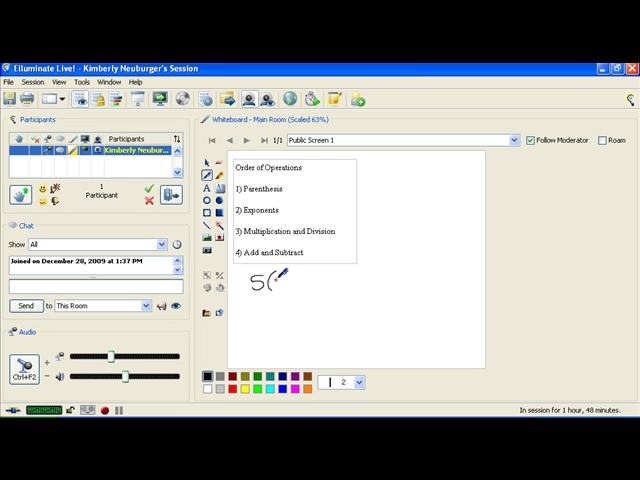 Elluminate Live! - Kimberly Neuburger's Session
File Session View Tools Window Help
Participants
Participants
Kimberly Neubur...
1
Participant
Chat
Show All
Joined on December 28, 2009 at 1:37 PM
Send to This Room
Audio
Ctrl+F2
Whiteboard - Main Room (Scaled 63%)
1/1 Public Screen 1 Follow Moderator Roam
Order of Operations
1) Parenthesis
2) Exponents
3) Multiplication and Division
4) Add and Subtract
5(
2
In session for 1 hour, 48 minutes.